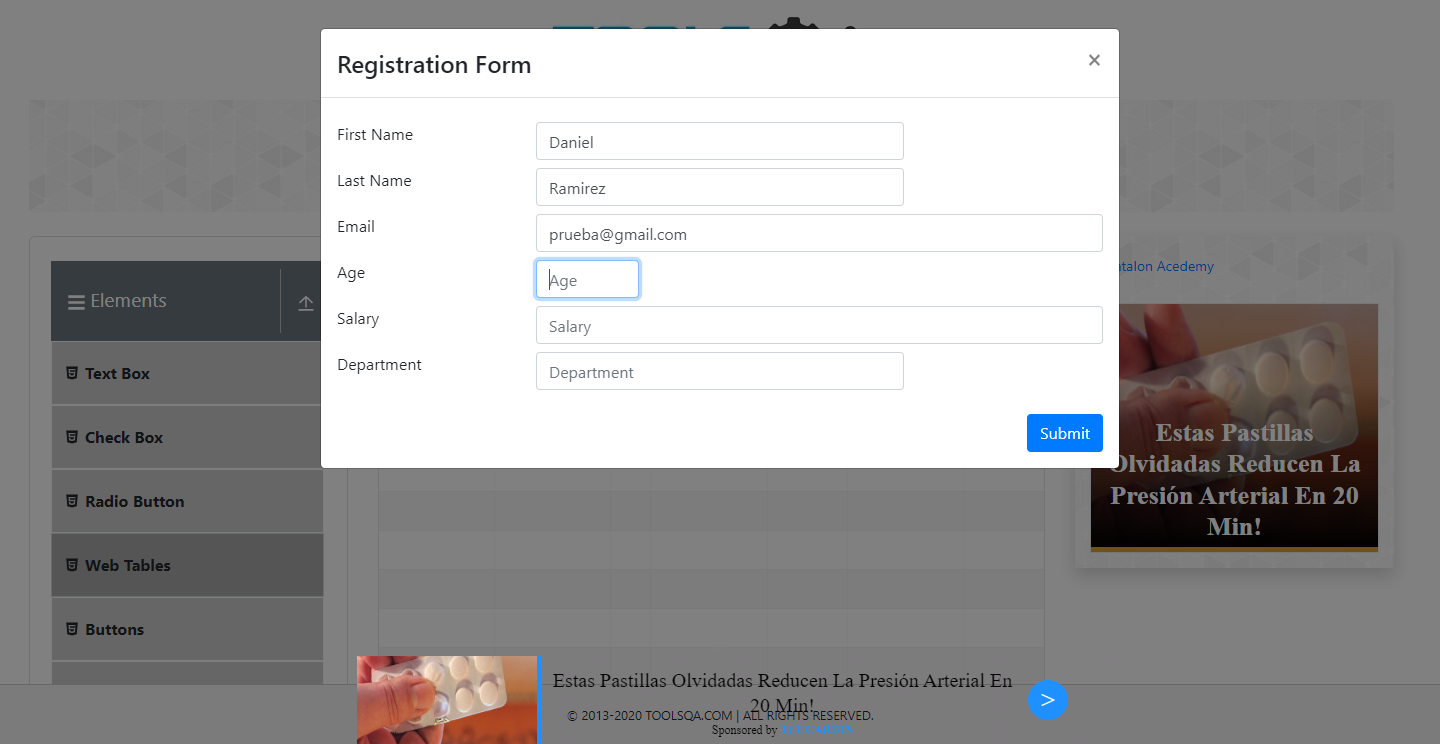 Registration Form
×
First Name
Daniel
Last Name
Ramirez
Email
prueba@gmail.com
Age
Age
Salary
Salary
Department
Department
Submit
Elements
Text Box
Check Box
Radio Button
Web Tables
Buttons
Acedemy
Estas Pastillas
Olvidadas Reducen La
Presión Arterial En 20
Min!
Estas Pastillas Olvidadas Reducen La Presión Arterial En
20 Min!
>
© 2013-2020 TOOLSQA.COM | ALL RIGHTS RESERVED.
Sponsored by